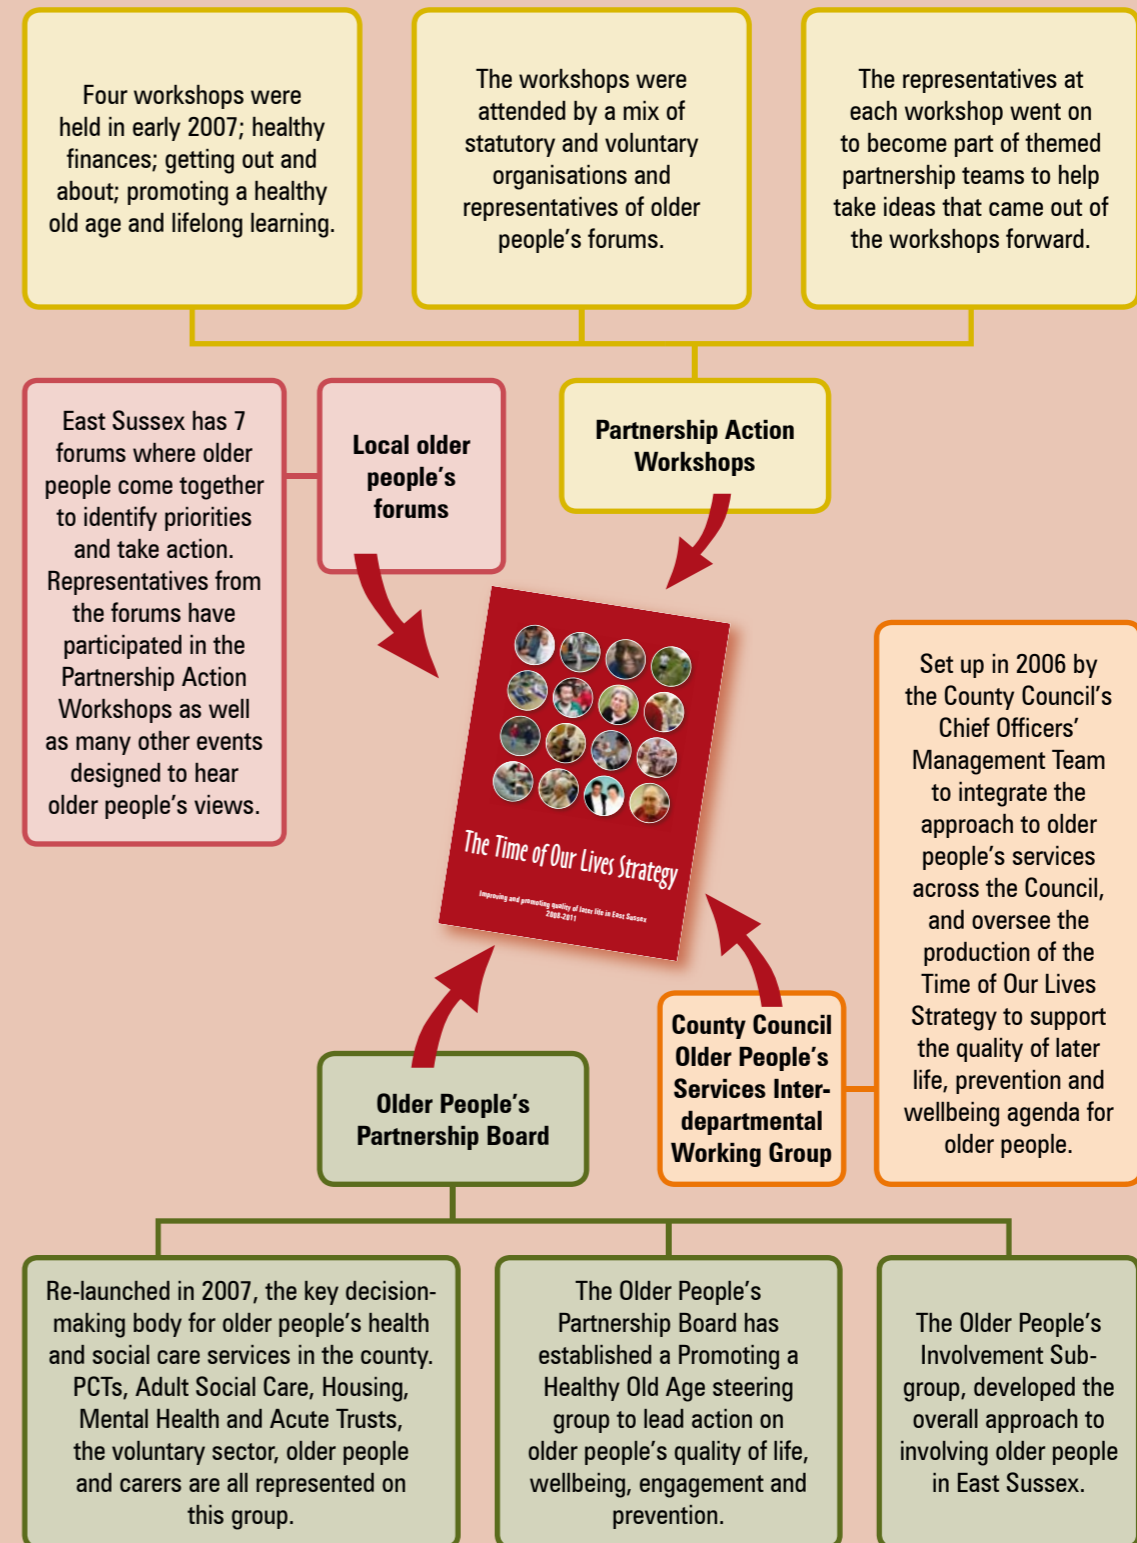 Four workshops were
held in early 2007; healthy
finances; getting out and
about; promoting a healthy
old age and lifelong learning.
The workshops were
attended by a mix of
statutory and voluntary
organisations and
representatives of older
people's forums.
The representatives at
each workshop went on
to become part of themed
partnership teams to help
take ideas that came out of
the workshops forward.
East Sussex has 7
forums where older
people come together
to identify priorities
and take action.
Representatives from
the forums have
participated in the
Partnership Action
Workshops as well
as many other events
designed to hear
older people's views.
Local older
people's
forums
Partnership Action
Workshops
The Time of Our Lives Strategy
Improving and promoting quality of later life in East Sussex
2008-2011
Set up in 2006 by
the County Council's
Chief Officers'
Management Team
to integrate the
approach to older
people's services
across the Council,
and oversee the
production of the
Time of Our Lives
Strategy to support
the quality of later
life, prevention and
wellbeing agenda for
older people.
County Council
Older People's
Services Inter-
departmental
Working Group
Older People's
Partnership Board
Re-launched in 2007, the key decision-
making body for older people's health
and social care services in the county.
PCTs, Adult Social Care, Housing,
Mental Health and Acute Trusts,
the voluntary sector, older people
and carers are all represented on
this group.
The Older People's
Partnership Board has
established a Promoting a
Healthy Old Age steering
group to lead action on
older people's quality of life,
wellbeing, engagement and
prevention.
The Older People's
Involvement Sub-
group, developed the
overall approach to
involving older people
in East Sussex.